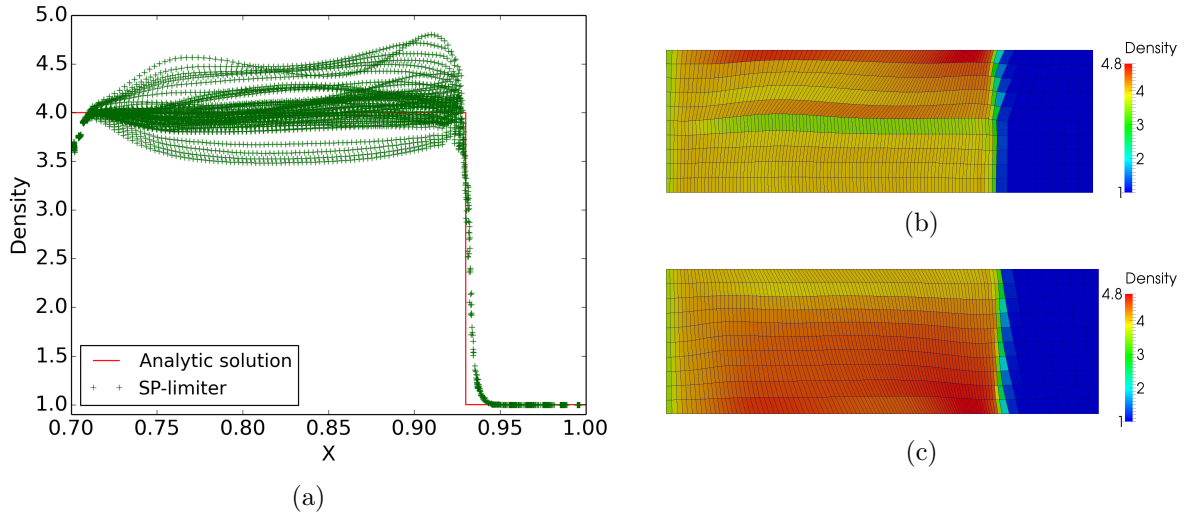 5.0
4.5
4.0
3.5
3.0
2.5
2.0
1.5
1.0
Density
Analytic solution
SP-limiter
0.70 0.75 0.80 0.85 0.90 0.95 1.00
X
(a)
Density
4.8
4
3
2
1
(b)
Density
4.8
4
3
2
1
(c)